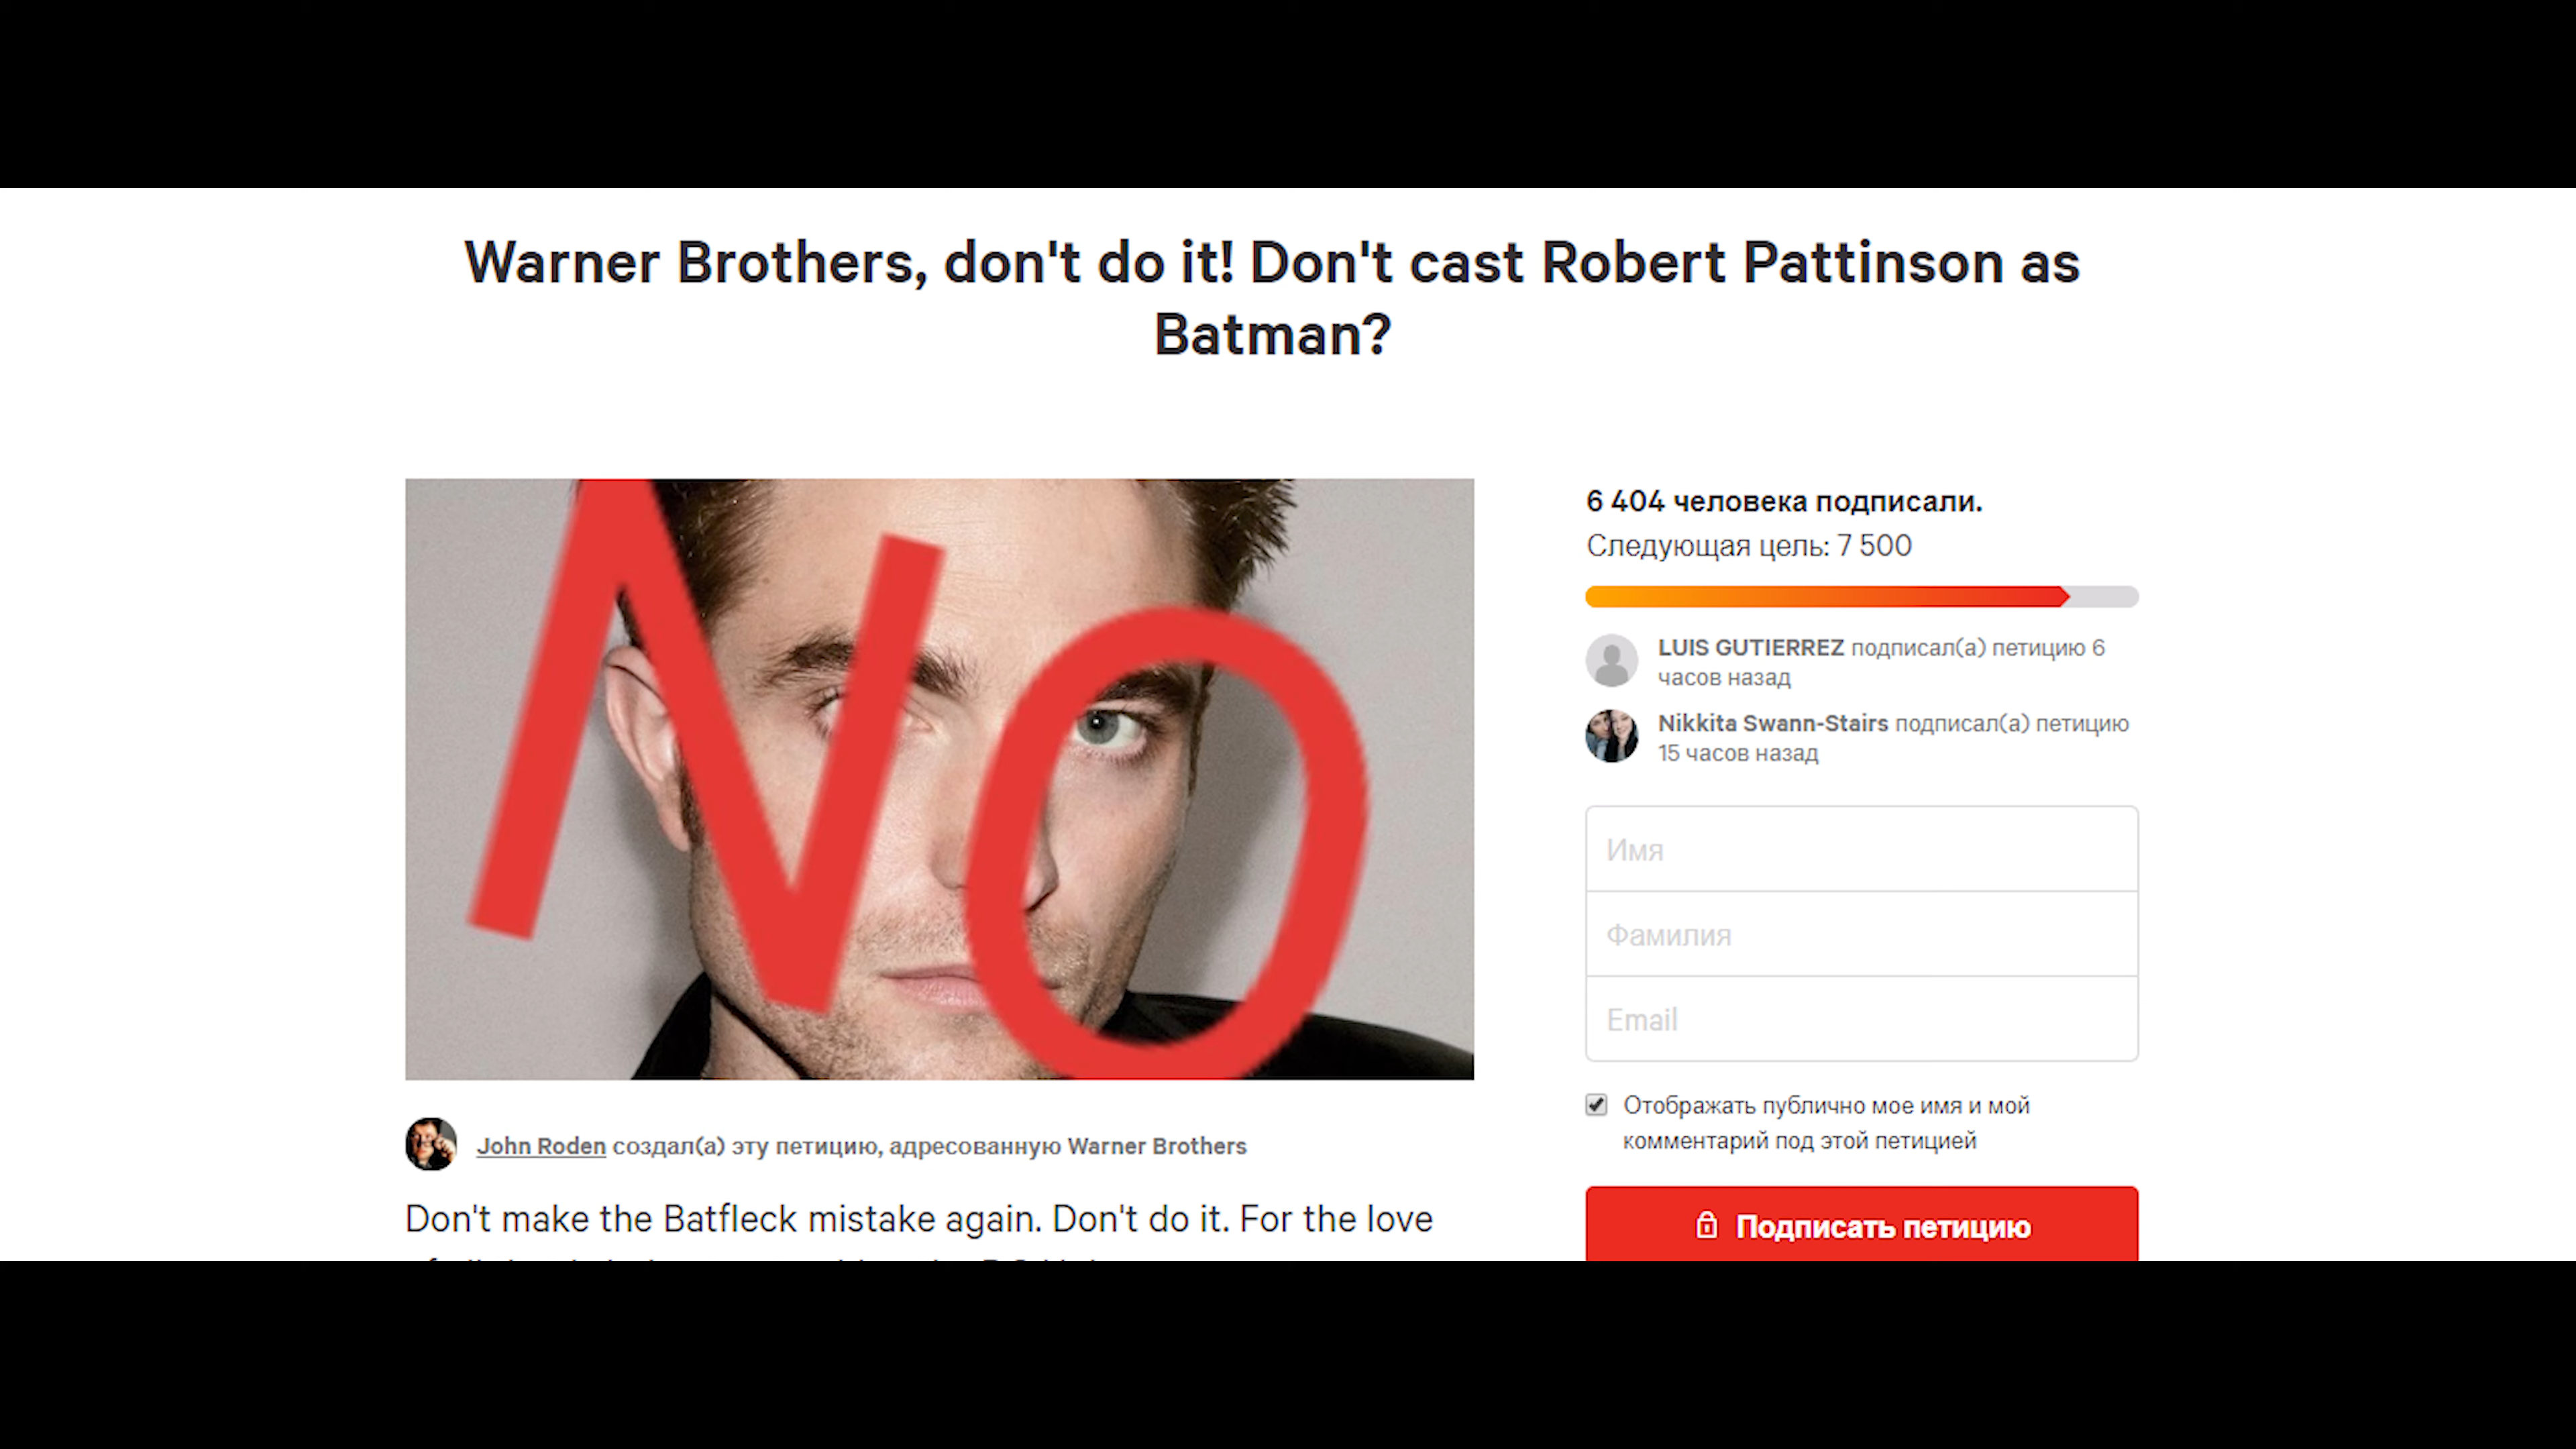 Warner Brothers, don't do it! Don't cast Robert Pattinson as
Batman?
NO
6 404 человека подписали.
Следующая цель: 7 500
LUIS GUTIERREZ подписал(а) петицию 6
часов назад
Nikkita Swann-Stairs подписал(а) петицию
15 часов назад
Имя
Фамилия
Email
Отображать публично мое имя и мой
комментарий под этой петицией
Подписать петицию
John Roden создал(а) эту петицию, адресованную Warner Brothers
Don't make the Batfleck mistake again. Don't do it. For the love